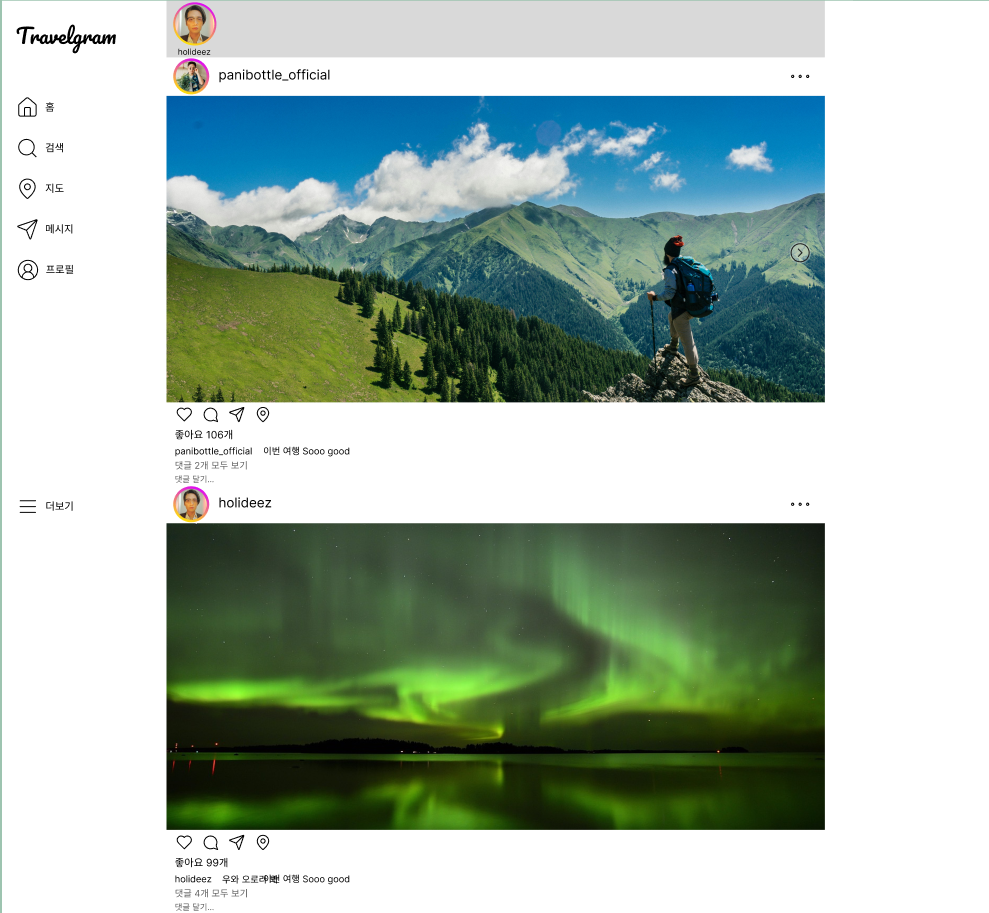 Travelgram
홈
검색
지도
메시지
프로필
더보기
holideez
panibottle_official
좋아요 106개
panibottle_official 이번 여행 Sooo good
댓글 2개 모두 보기
댓글 달기...
holideez
좋아요 99개
holideez 우와 오로라 여행 Sooo good
댓글 4개 모두 보기
댓글 달기...